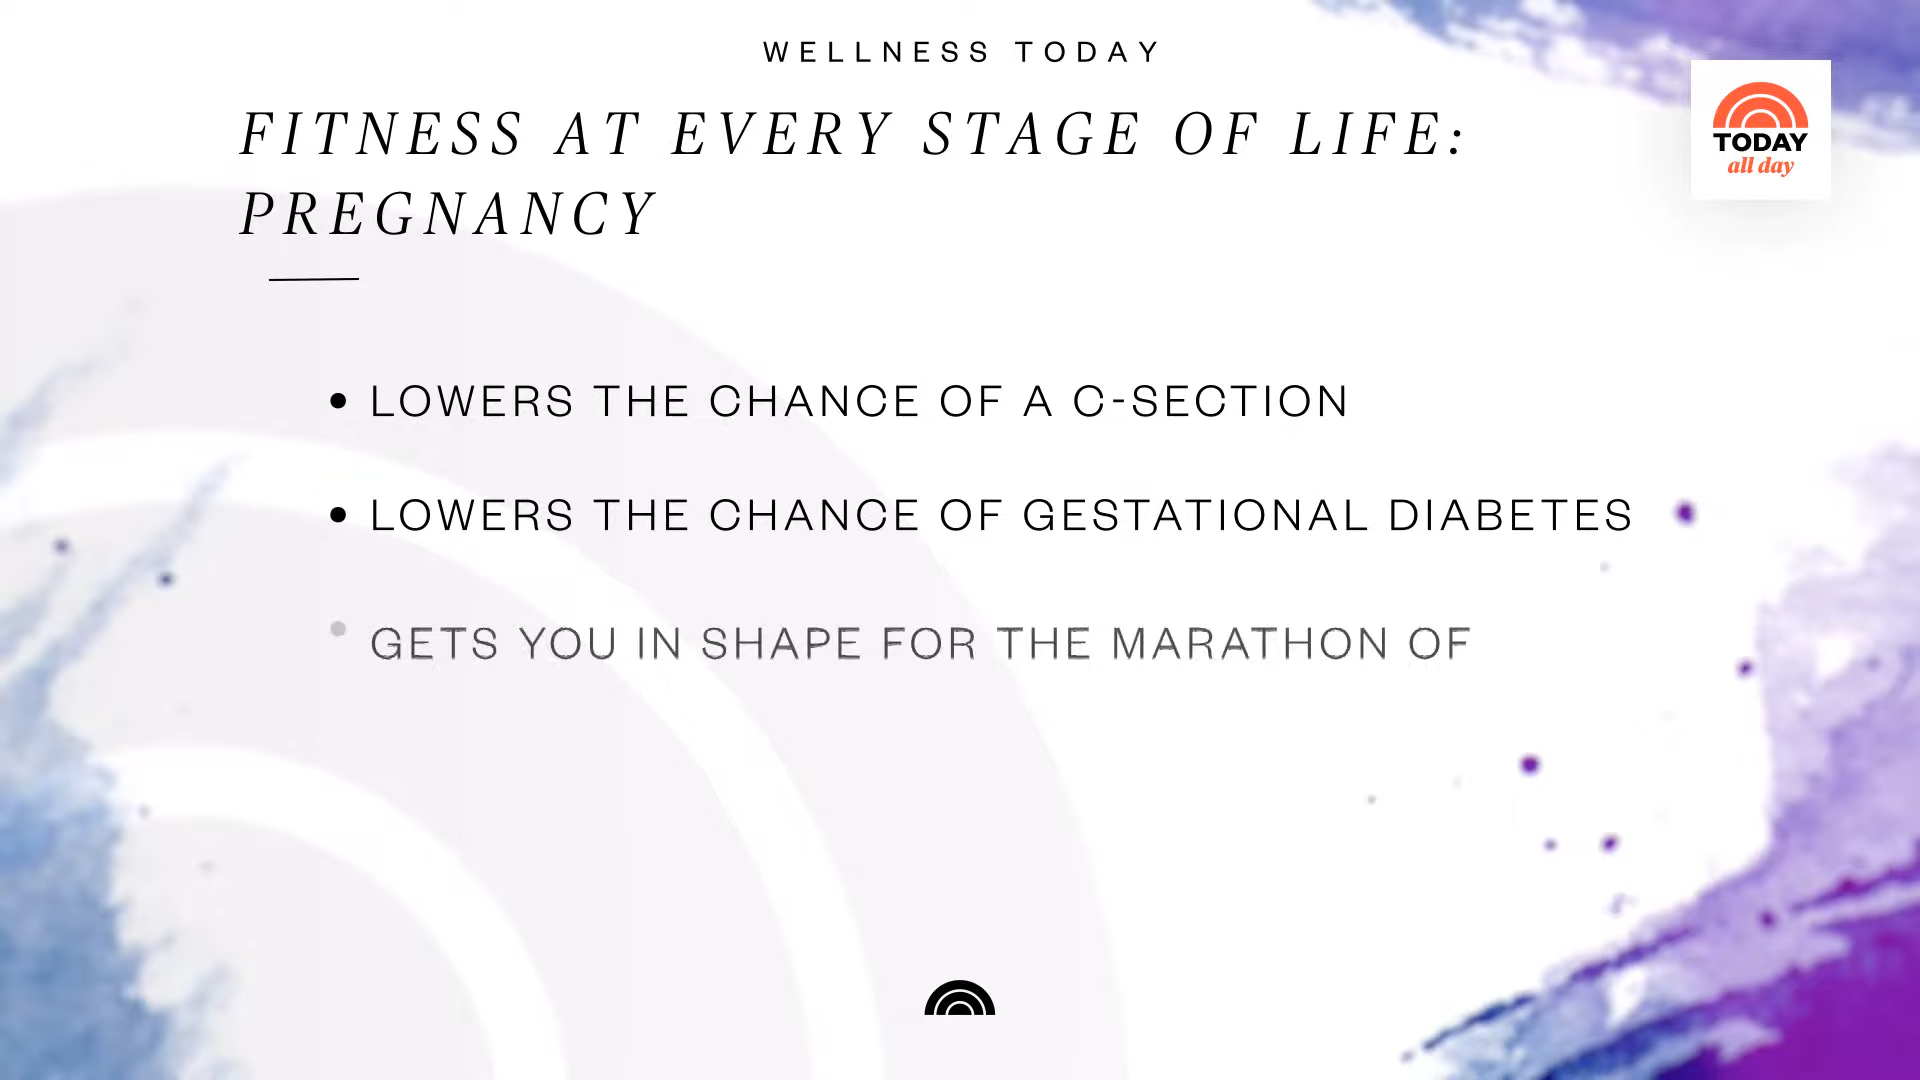 WELLNESS TODAY
FITNESS AT EVERY STAGE OF LIFE:
PREGNANCY
TODAY
all day
• LOWERS THE CHANCE OF A C-SECTION
• LOWERS THE CHANCE OF GESTATIONAL DIABETES
• GETS YOU IN SHAPE FOR THE MARATHON OF